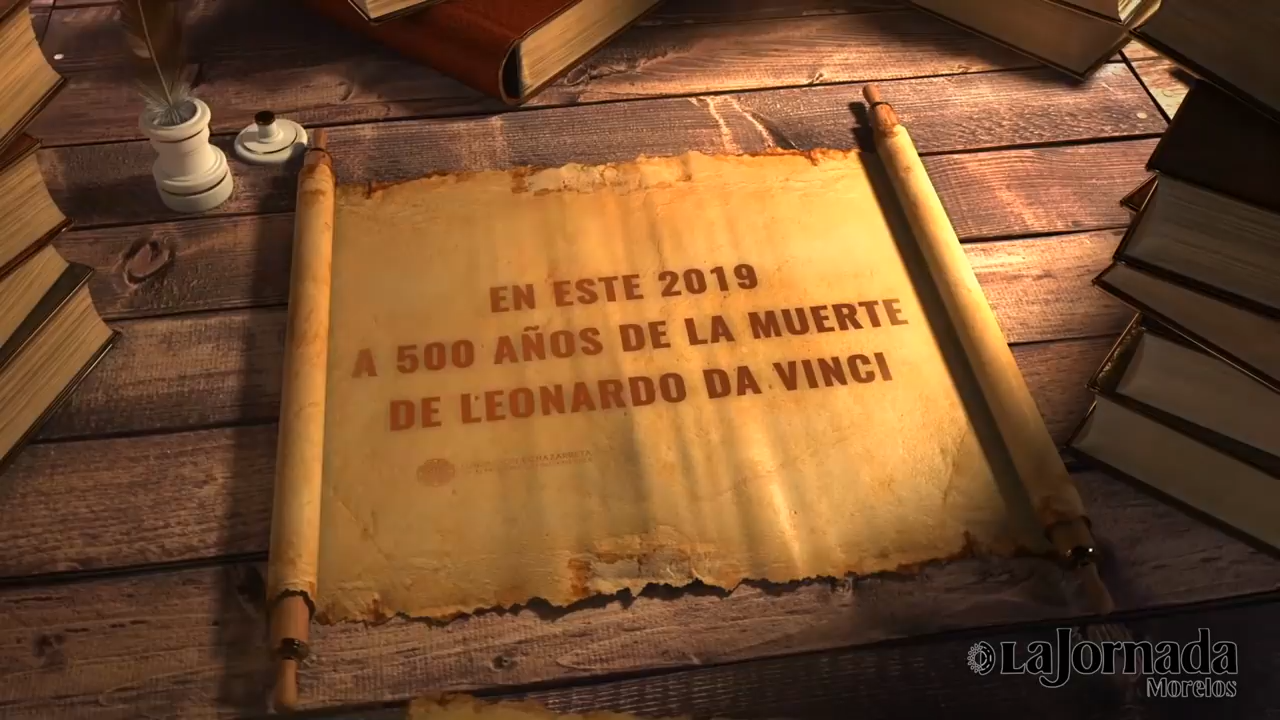 EN ESTE 2019
A 500 AÑOS DE LA MUERTE
DE LEONARDO DA VINCI
LaJornada
Morelos